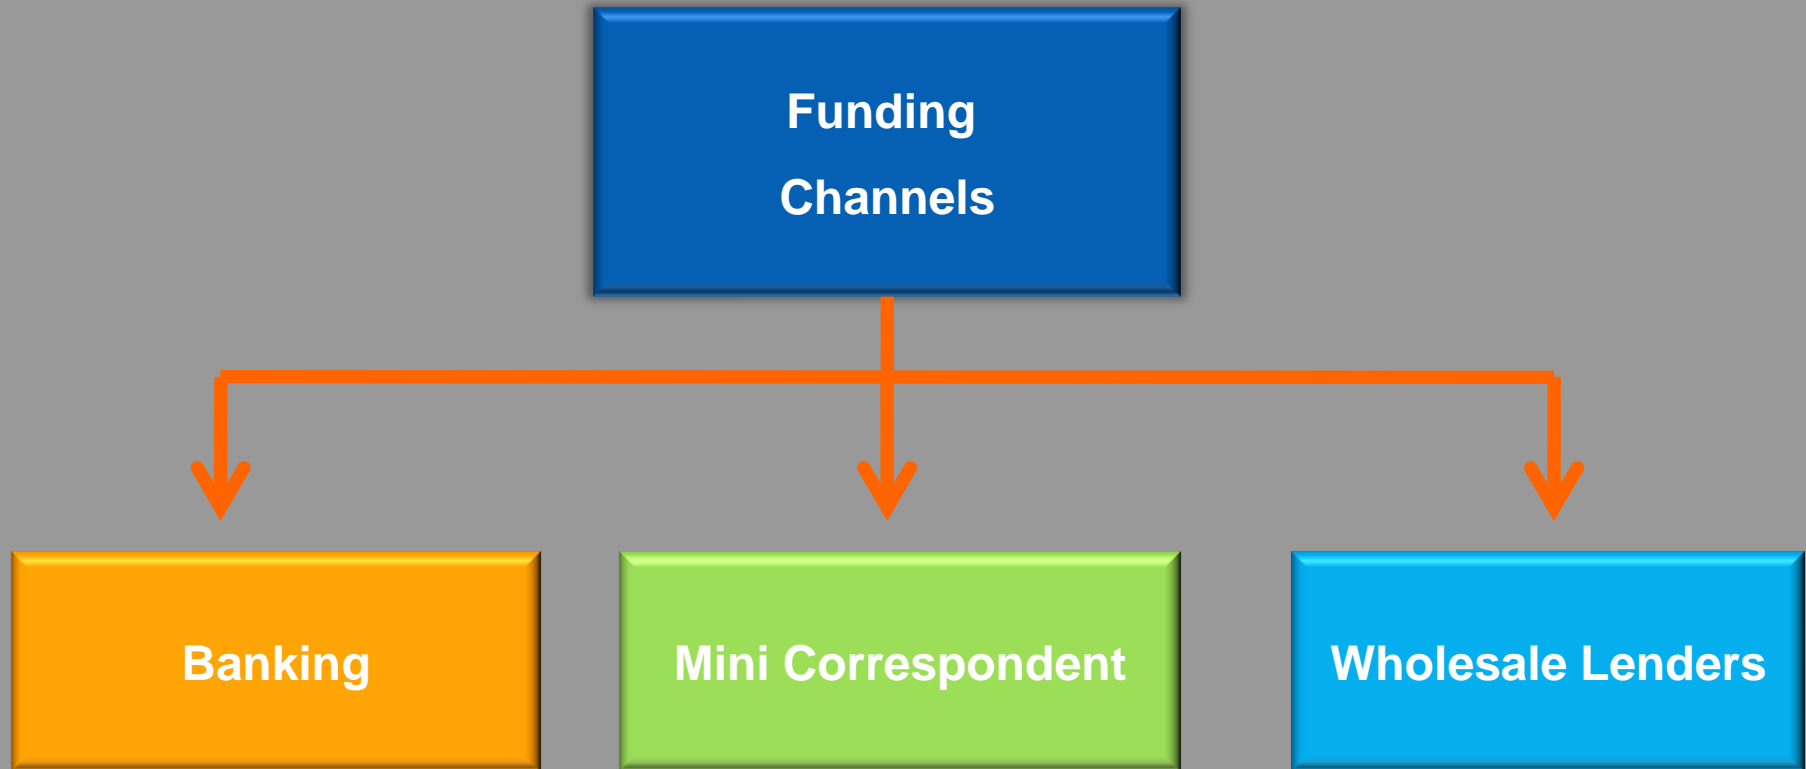 Funding
Channels
Banking
Mini Correspondent
Wholesale Lenders